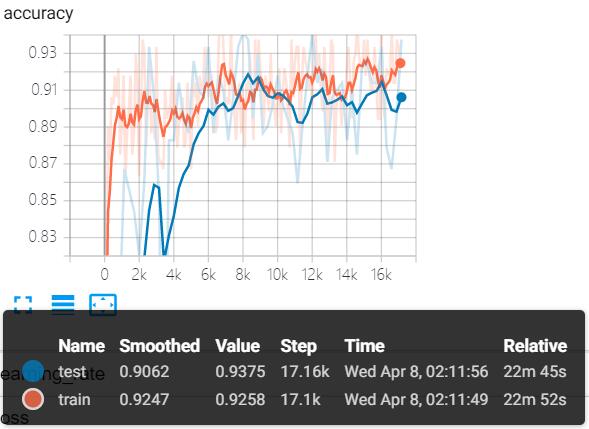 accuracy
0.93
0.91
0.89
0.87
0.85
0.83
0 2k 4k 6k 8k 10k 12k 14k 16k
Name Smoothed Value Step Time Relative
test 0.9062 0.9375 17.16k Wed Apr 8, 02:11:56 22m 45s
train 0.9247 0.9258 17.1k Wed Apr 8, 02:11:49 22m 52s